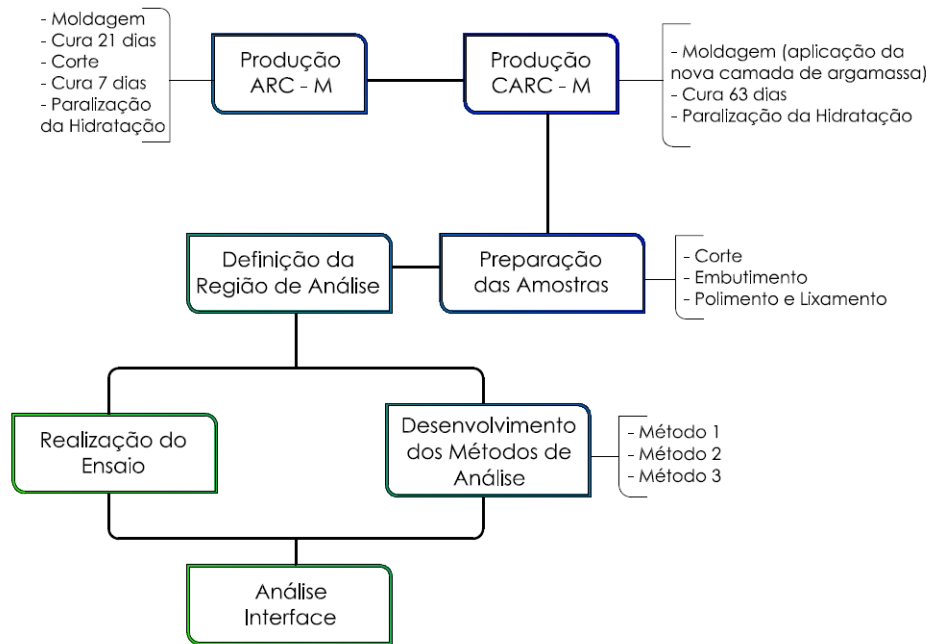 - Moldagem
- Cura 21 dias
- Corte
- Cura 7 dias
- Paralização
da Hidratação
Produção
ARC - M
Produção
CARC - M
- Moldagem (aplicação da
nova camada de argamassa)
- Cura 63 dias
- Paralização da Hidratação
Definição da
Região de Análise
Preparação
das Amostras
- Corte
- Embutimento
- Polimento e Lixamento
Realização do
Ensaio
Desenvolvimento
dos Métodos de
Análise
- Método 1
- Método 2
- Método 3
Análise
Interface